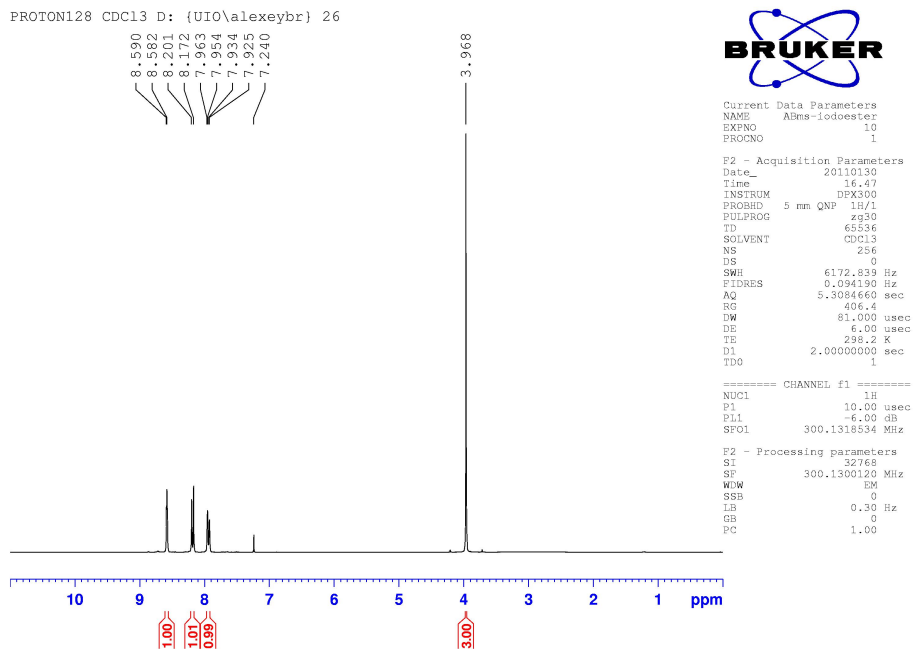 PROTON128 CDCl3 D: {UIO\alexeybr} 26
8.590
8.582
8.201
8.172
7.963
7.954
7.934
7.925
7.240
3.968
BRUKER
Current Data Parameters
NAME ABms-iodoester
EXPNO 10
PROCNO 1
F2 - Acquisition Parameters
Date_ 20110130
Time 16.47
INSTRUM DPX300
PROBHD 5 mm QNP 1H/1
PULPROG zg30
TD 65536
SOLVENT CDCl3
NS 256
DS 0
SWH 6172.839 Hz
FIDRES 0.094190 Hz
AQ 5.3084660 sec
RG 406.4
DW 81.000 usec
DE 6.00 usec
TE 298.2 K
D1 2.00000000 sec
TD0 1
======== CHANNEL f1 ========
NUC1 1H
P1 10.00 usec
PL1 -6.00 dB
SFO1 300.1318534 MHz
F2 - Processing parameters
SI 32768
SF 300.1300120 MHz
WDW EM
SSB 0
LB 0.30 Hz
GB 0
PC 1.00
10 9 8 7 6 5 4 3 2 1 ppm
1.00
1.01
0.99
3.00